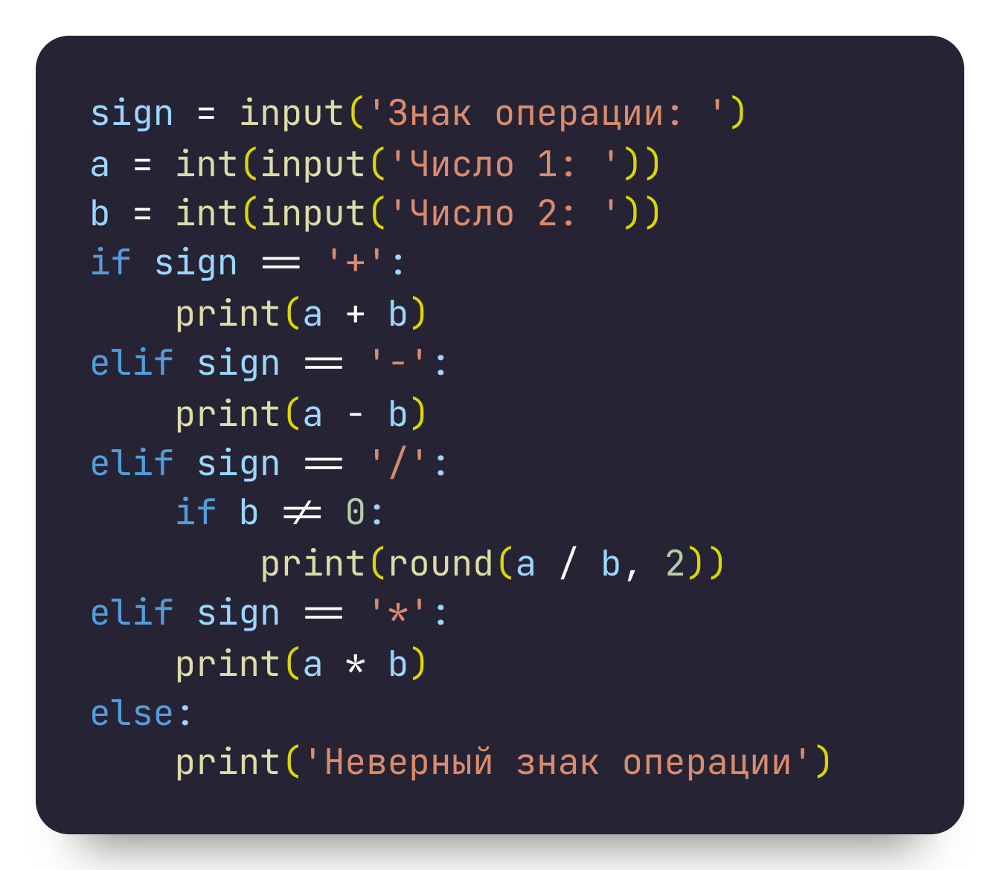 sign = input('Знак операции: ')
a = int(input('Число 1: '))
b = int(input('Число 2: '))
if sign == '+':
    print(a + b)
elif sign == '-':
    print(a - b)
elif sign == '/':
    if b != 0:
        print(round(a / b, 2))
elif sign == '*':
    print(a * b)
else:
    print('Неверный знак операции')